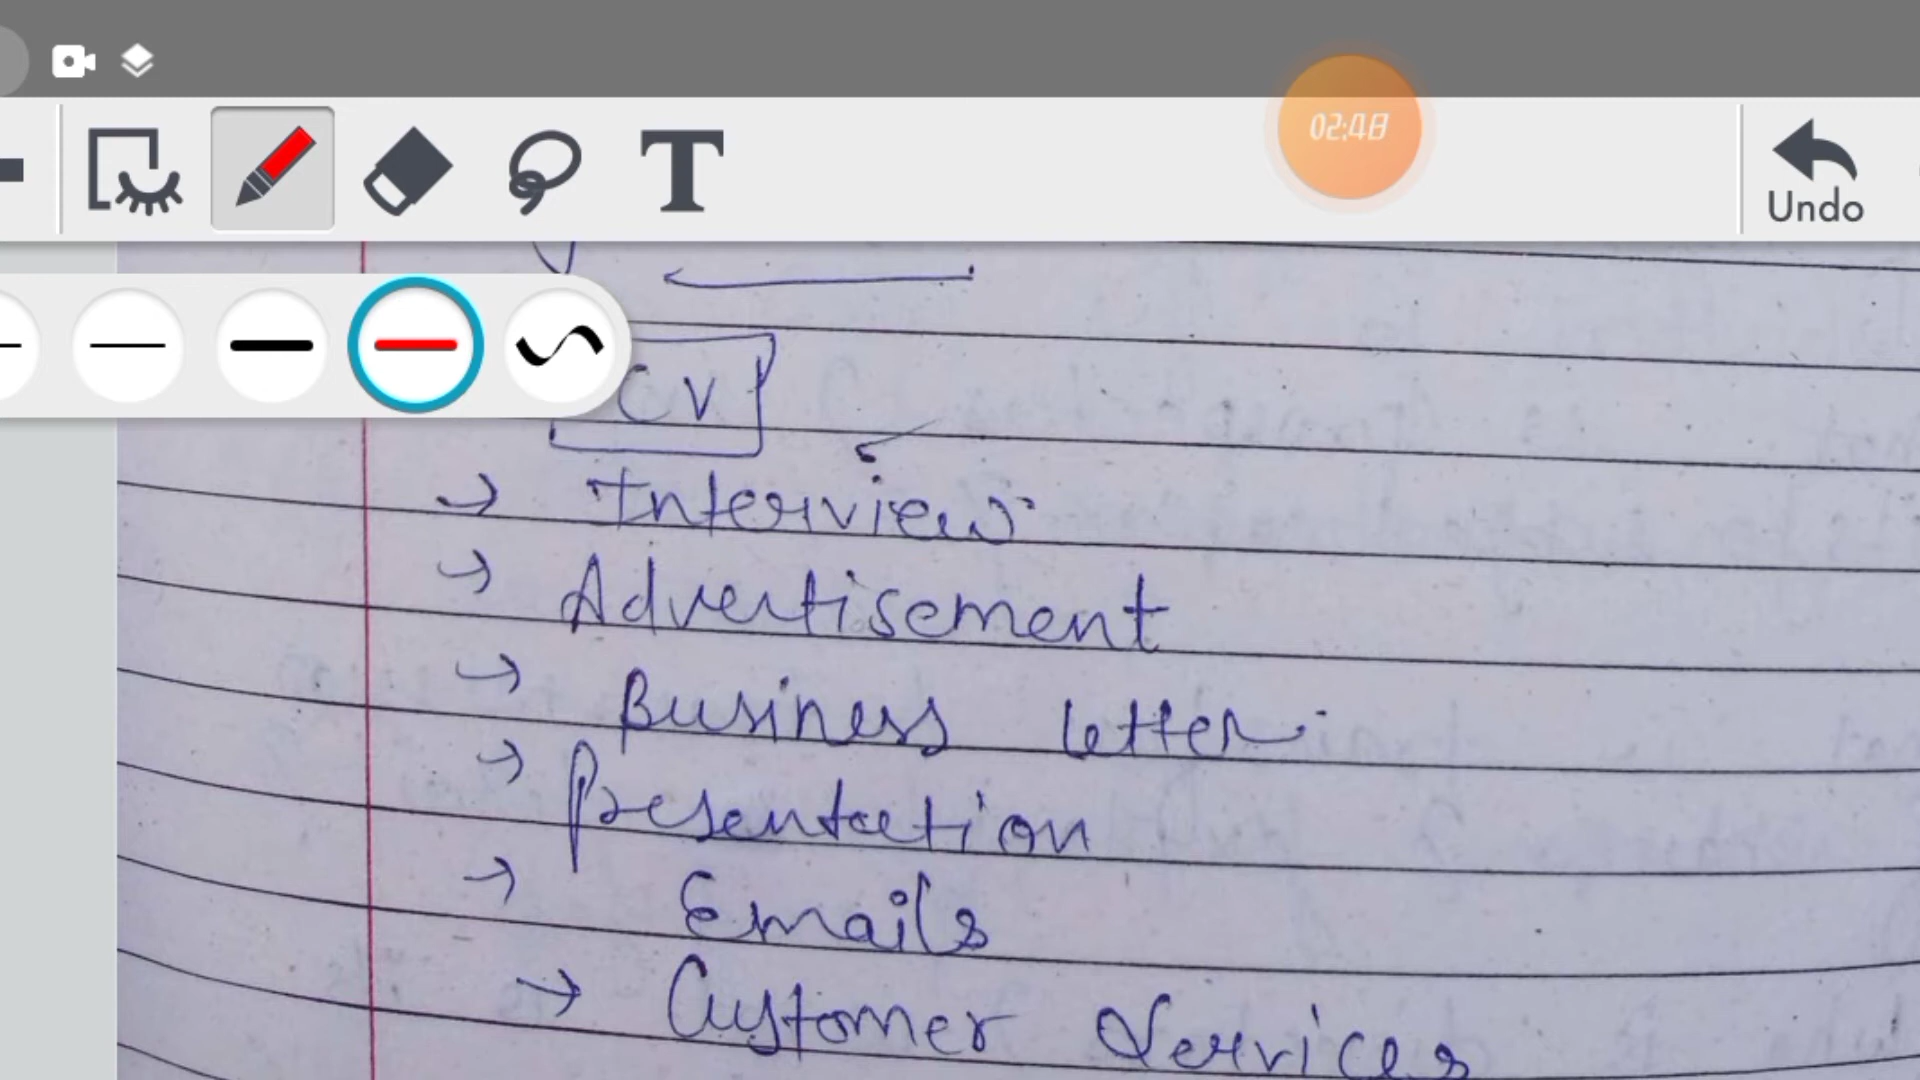 02:48
Undo
CV
→ Interview
→ Advertisement
→ Business letter
→ Presentation
→ Emails
→ Customer Services